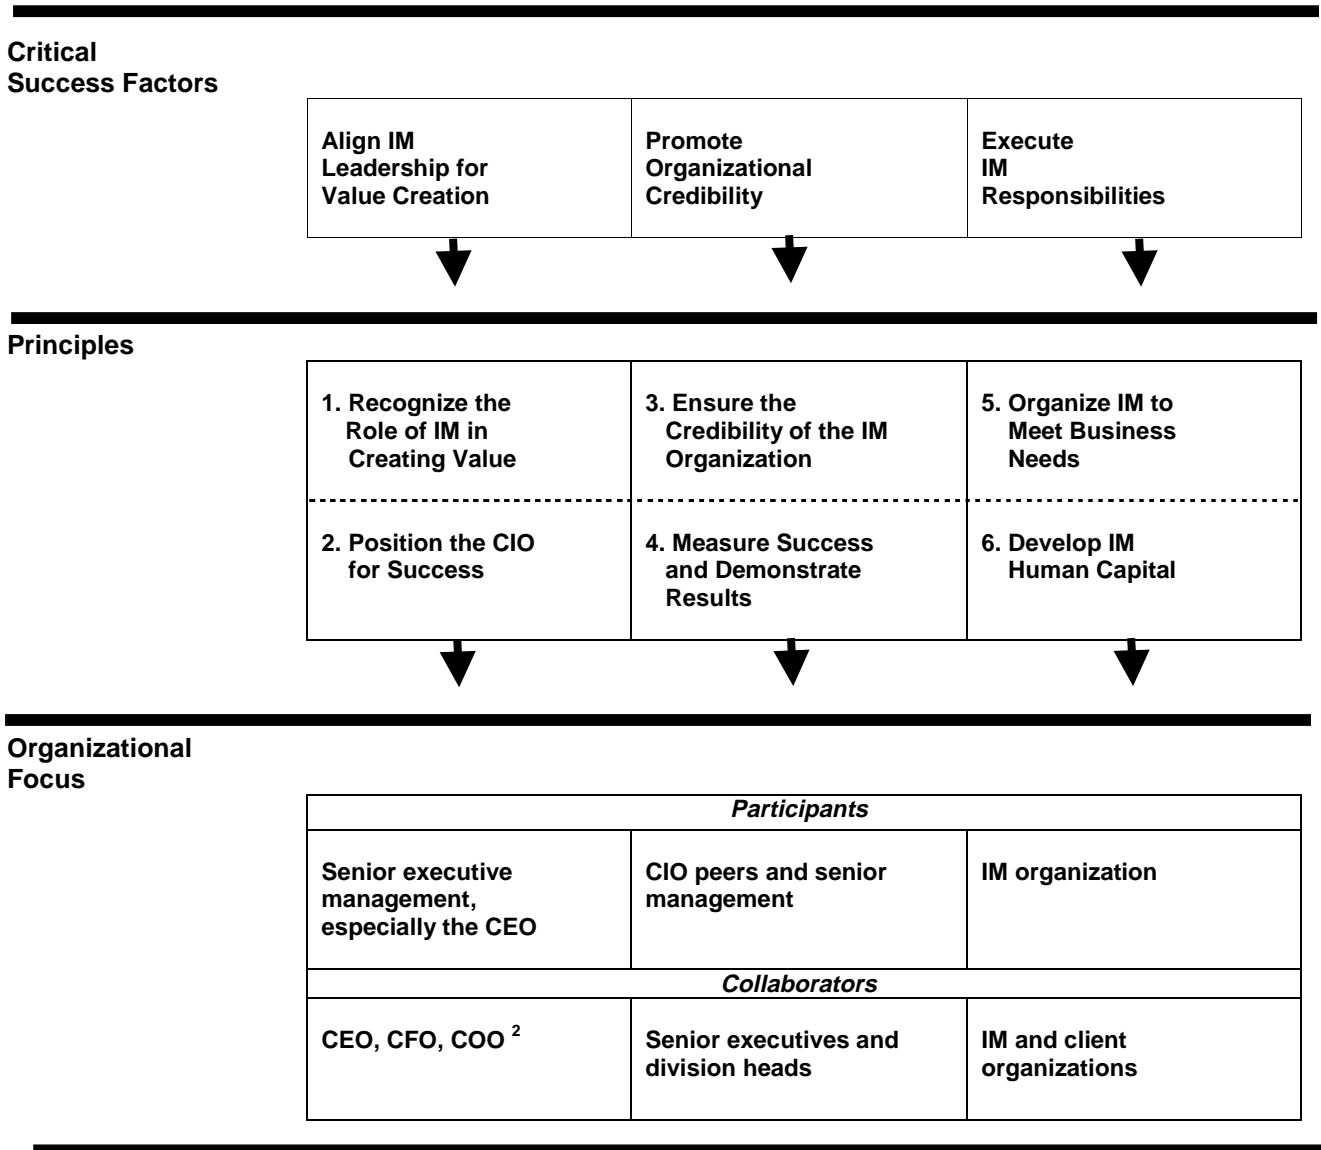 Critical
Success Factors
Align IM
Leadership for
Value Creation
Promote
Organizational
Credibility
Execute
IM
Responsibilities
Principles
1. Recognize the
Role of IM in
Creating Value
3. Ensure the
Credibility of the IM
Organization
5. Organize IM to
Meet Business
Needs
2. Position the CIO
for Success
4. Measure Success
and Demonstrate
Results
6. Develop IM
Human Capital
Organizational
Focus
Participants
Senior executive
management,
especially the CEO
CIO peers and senior
management
IM organization
Collaborators
CEO, CFO, COO 2
Senior executives and
division heads
IM and client
organizations